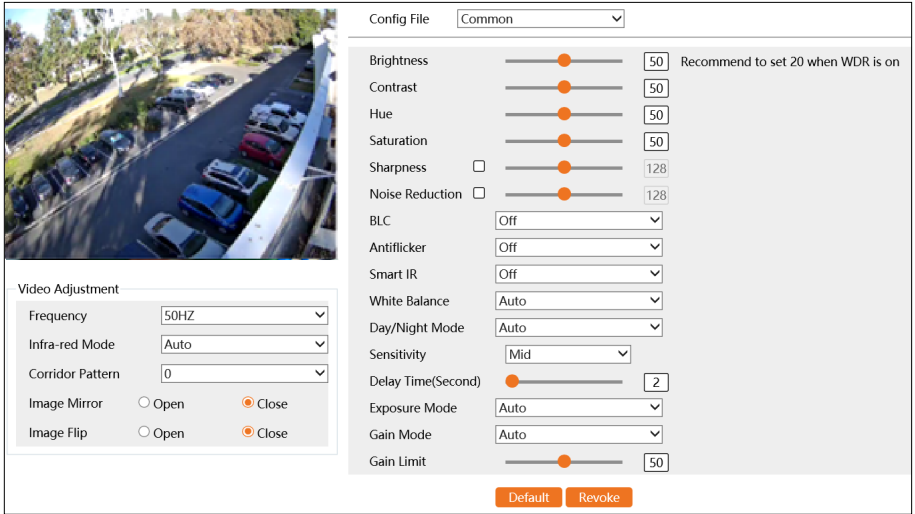 Config File Common
Brightness 50 Recommend to set 20 when WDR is on
Contrast 50
Hue 50
Saturation 50
Sharpness 128
Noise Reduction 128
BLC Off
Antiflicker Off
Smart IR Off
White Balance Auto
Day/Night Mode Auto
Sensitivity Mid
Delay Time(Second) 2
Exposure Mode Auto
Gain Mode Auto
Gain Limit 50
Default Revoke
Video Adjustment
Frequency 50HZ
Infra-red Mode Auto
Corridor Pattern 0
Image Mirror Open Close
Image Flip Open Close